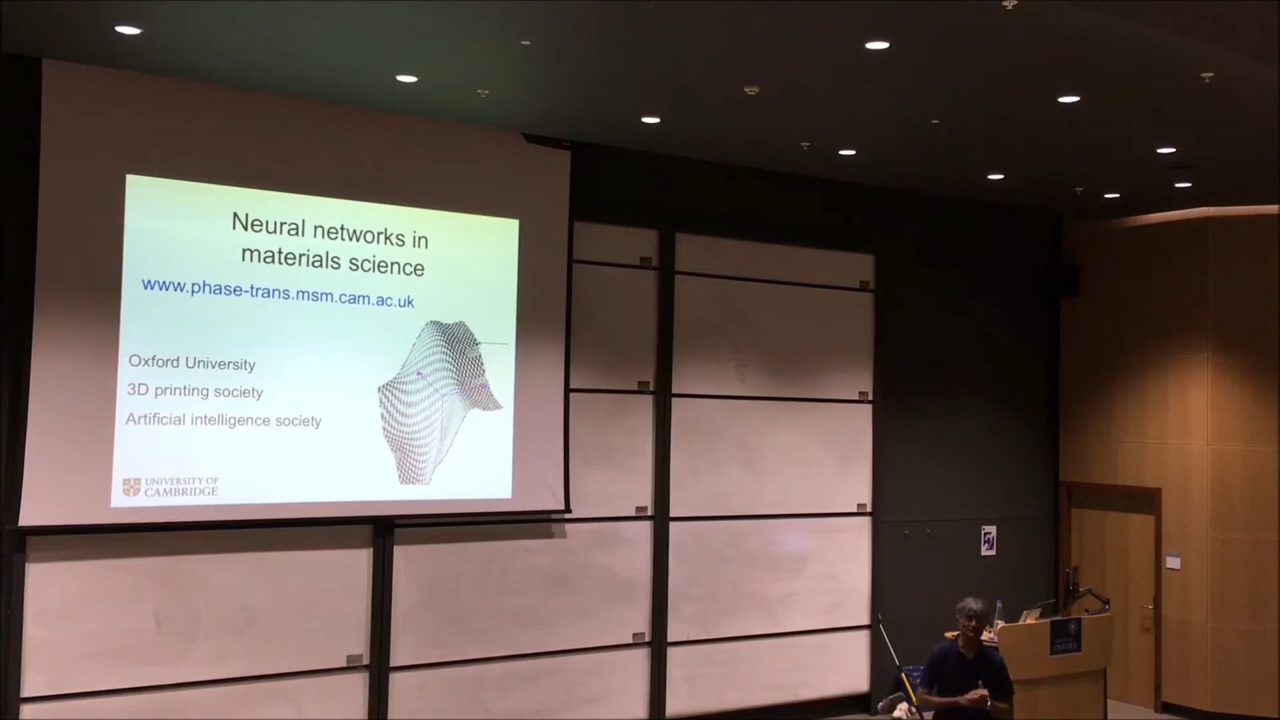 Neural networks in
materials science
www.phase-trans.msm.cam.ac.uk
Oxford University
3D printing society
Artificial intelligence society
UNIVERSITY OF
CAMBRIDGE
OXFORD